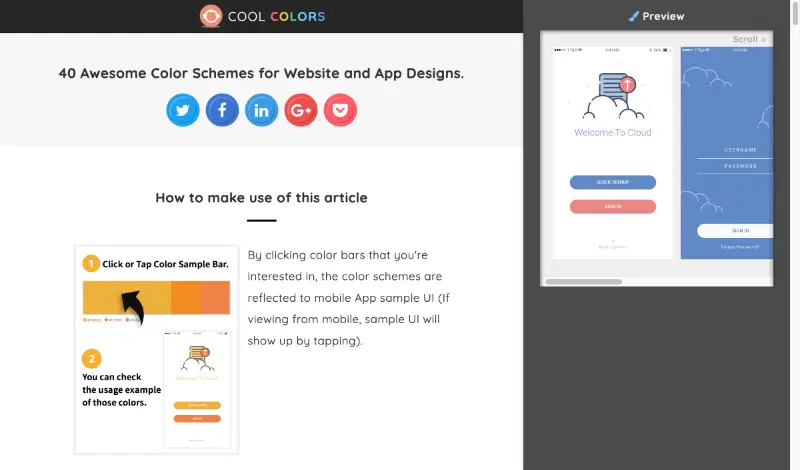 COOL COLORS
Preview
Scroll »
40 Awesome Color Schemes for Website and App Designs.
f
in
G+
Welcome To Cloud
QUICK SIGNUP
SIGN IN
USERNAME
PASSWORD
SIGN IN
Forgot Password?
How to make use of this article
1 Click or Tap Color Sample Bar.
2
You can check
the usage example
of those colors.
WELCOME TO CLOUD
By clicking color bars that you're
interested in, the color schemes are
reflected to mobile App sample UI (If
viewing from mobile, sample UI will
show up by tapping).